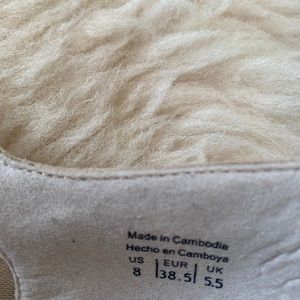 Made in Cambodia
Hecho en Camboya
US EUR UK
8 38.5 5.5